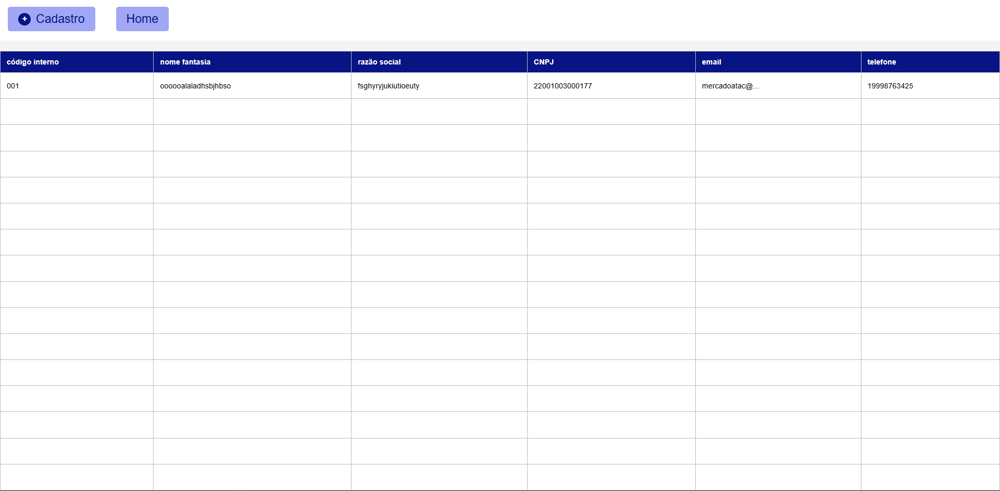 + Cadastro Home
código interno nome fantasia razão social CNPJ email telefone
001 oooooalaladhsbjhbso fsghyryjukiutioeuty 22001003000177 mercadoatac@... 19998763425